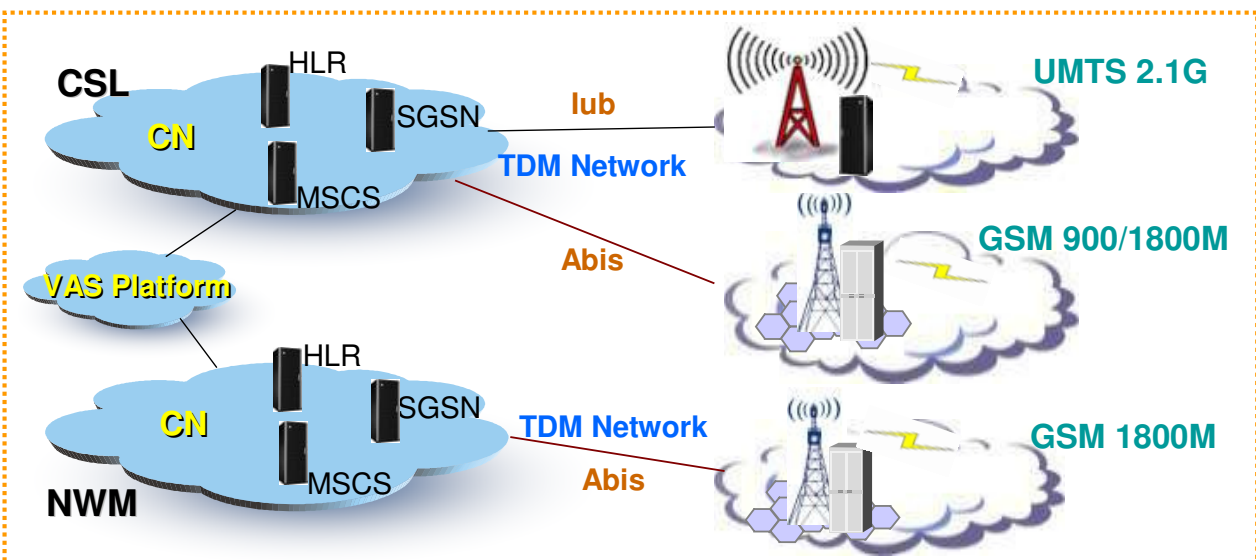 HLR
CSL
UMTS 2.1G
Iub
SGSN
CN
TDM Network
MSCS
GSM 900/1800M
Abis
VAS Platform
HLR
SGSN
CN
TDM Network
GSM 1800M
Abis
MSCS
NWM